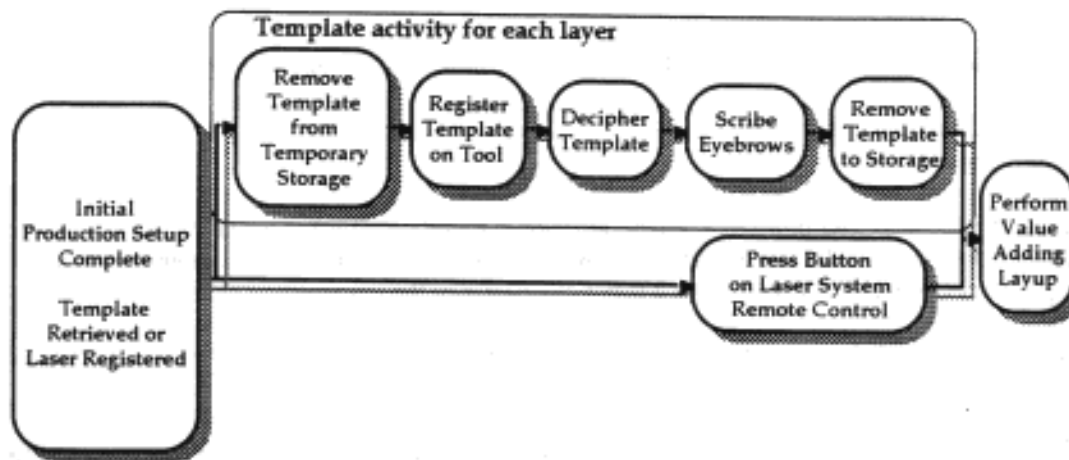 Template activity for each layer
Remove
Template
from
Temporary
Storage
Register
Template
on Tool
Decipher
Template
Scribe
Eyebrows
Remove
Template
to Storage
Initial
Production Setup
Complete
Template
Retrieved or
Laser Registered
Press Button
on Laser System
Remote Control
Perform
Value
Adding
Layup